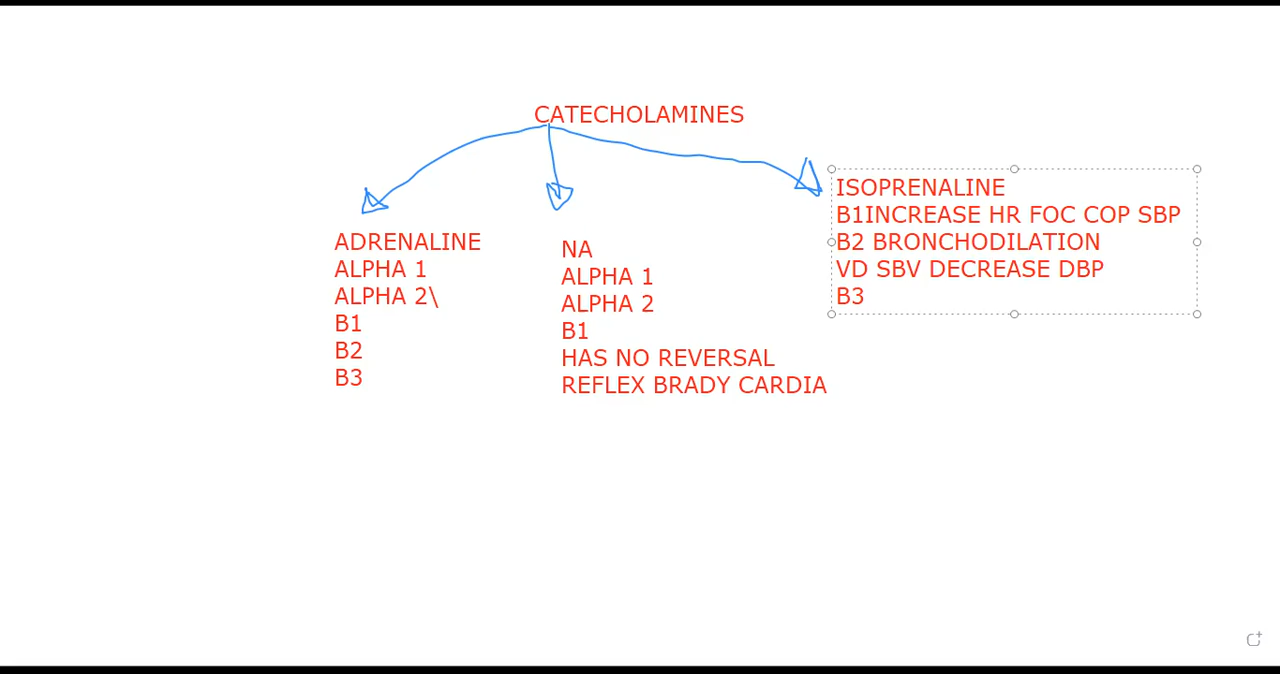 CATECHOLAMINES
ADRENALINE
ALPHA 1
ALPHA 2\
B1
B2
B3
NA
ALPHA 1
ALPHA 2
B1
HAS NO REVERSAL
REFLEX BRADY CARDIA
ISOPRENALINE
B1INCREASE HR FOC COP SBP
B2 BRONCHODILATION
VD SBV DECREASE DBP
B3